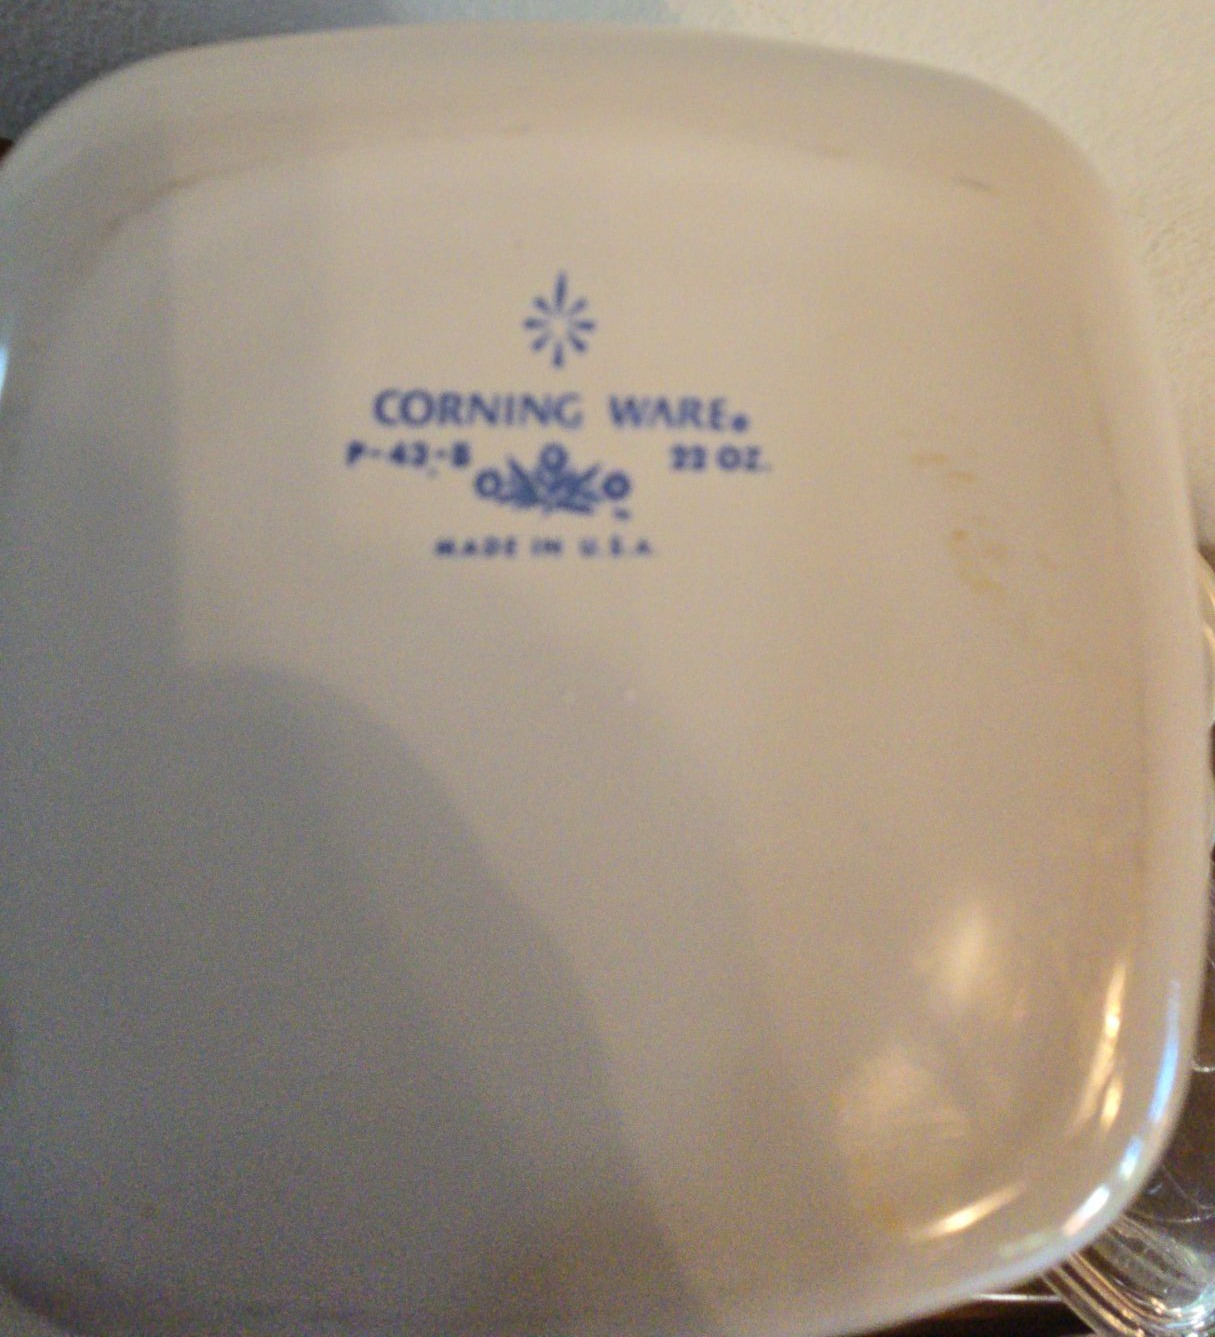 CORNING WARE®
P-43-B 22 OZ.
MADE IN U.S.A.